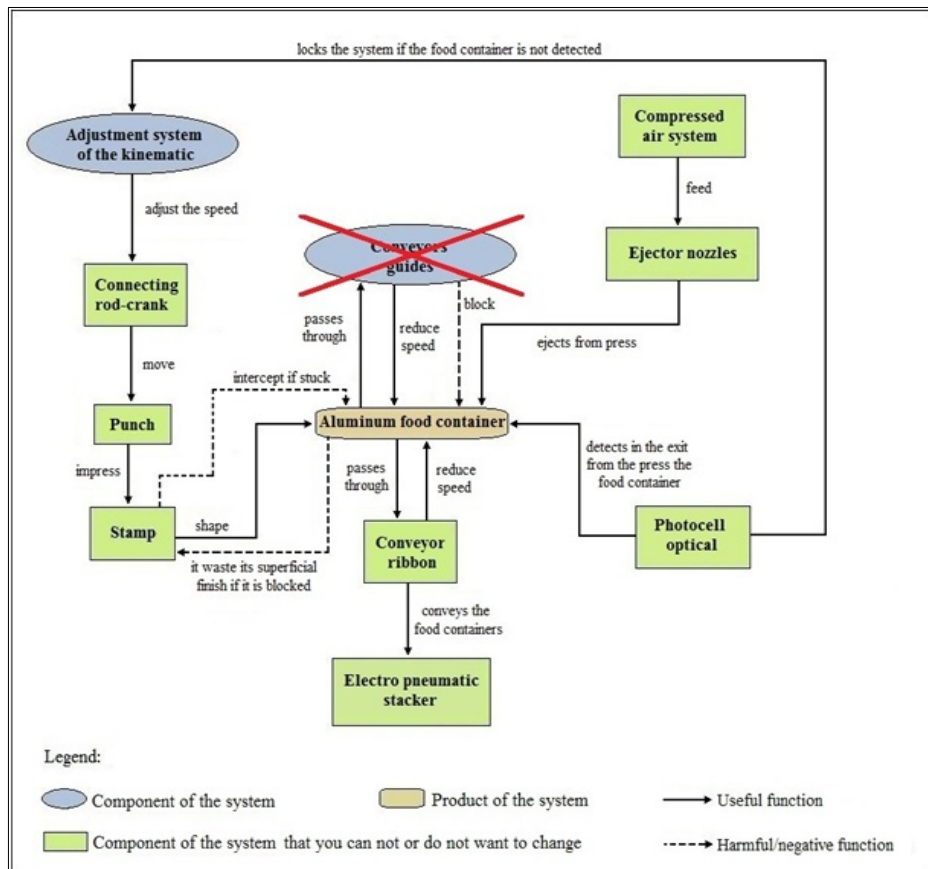 locks the system if the food container is not detected
Adjustment system
of the kinematic
Compressed
air system
adjust the speed
feed
Conveyors
guides
Ejector nozzles
Connecting
rod-crank
passes
through
reduce
speed
block
ejects from press
move
intercept if stuck
Punch
Aluminum food container
impress
passes
through
reduce
speed
detects in the exit
from the press the
food container
Stamp
shape
Conveyor
ribbon
Photocell
optical
it waste its superficial
finish if it is blocked
conveys the
food containers
Electro pneumatic
stacker
Legend:
Component of the system
Product of the system
Useful function
Component of the system that you can not or do not want to change
Harmful/negative function